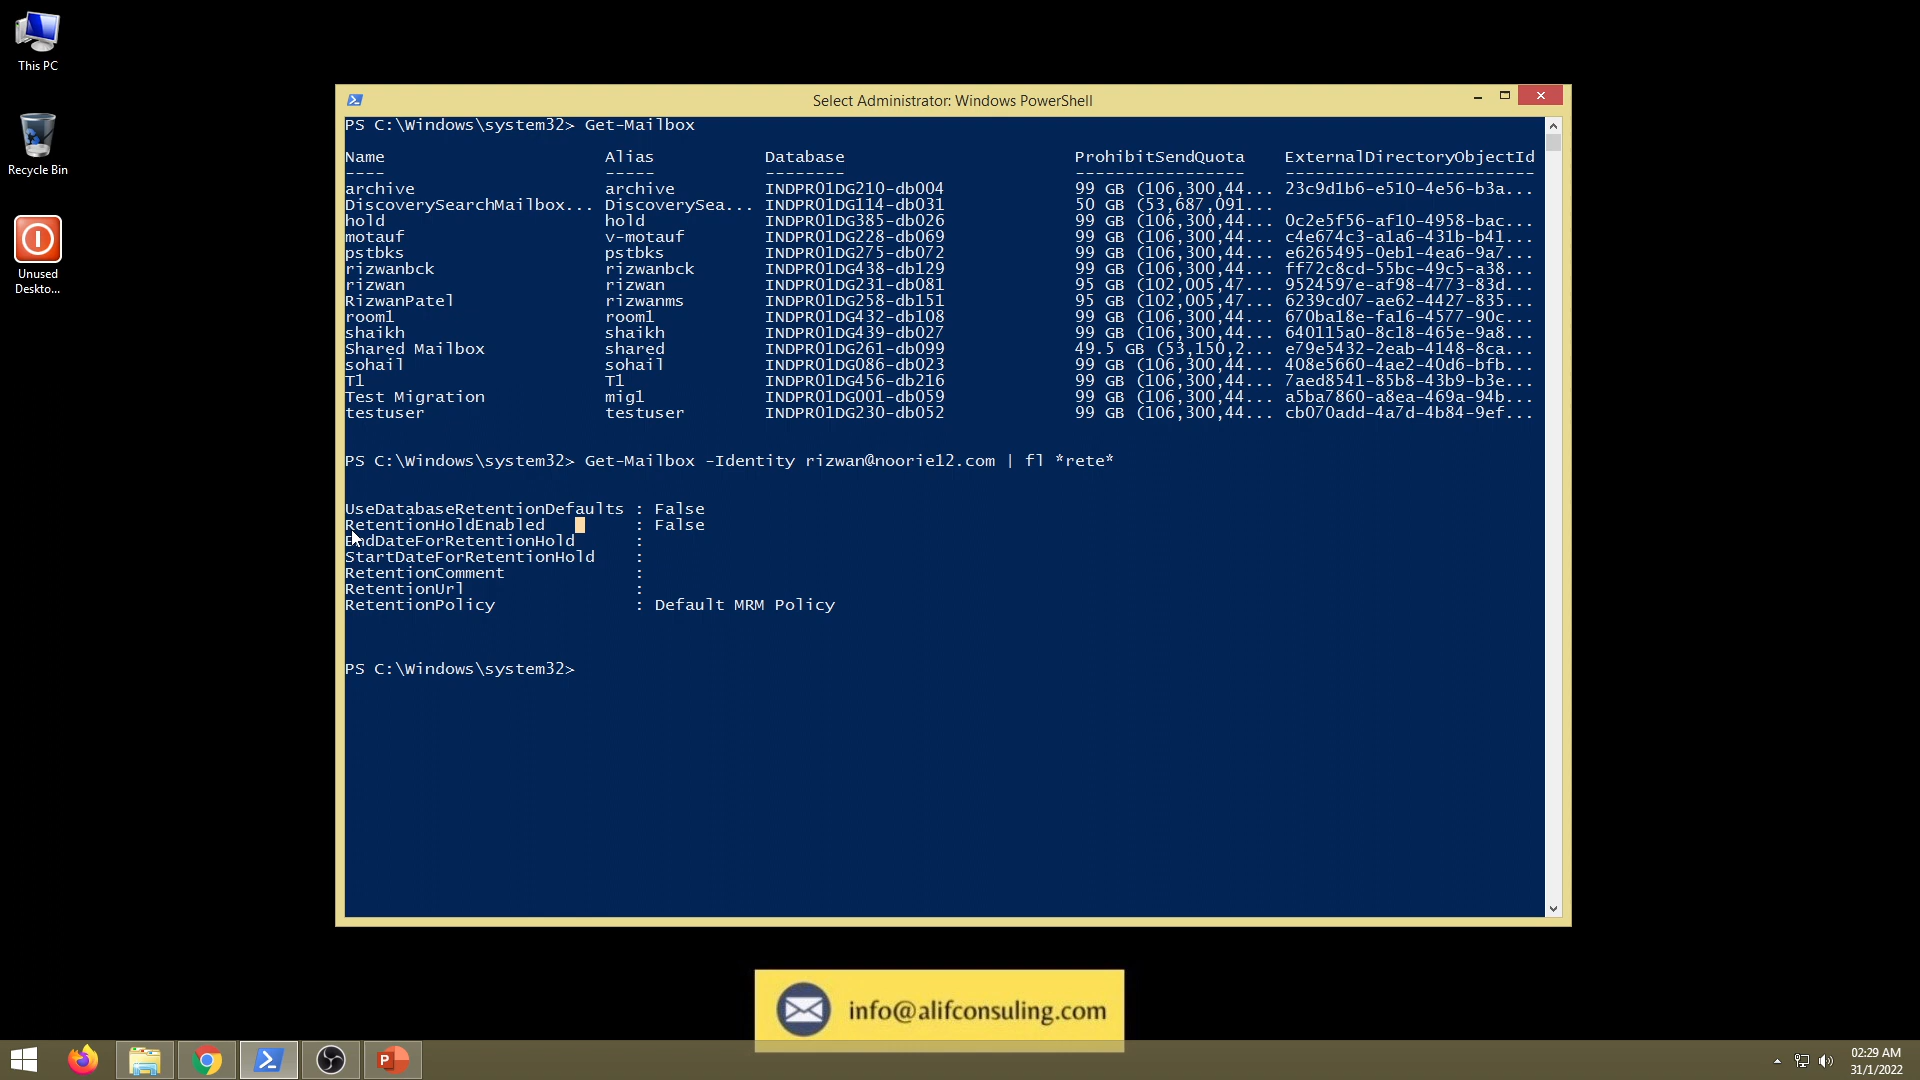 This PC
Recycle Bin
Unused
Deskto...
Select Administrator: Windows PowerShell
PS C:\Windows\system32> Get-Mailbox
Name Alias Database ProhibitSendQuota ExternalDirectoryObjectId
---- ----- -------- ----------------- -------------------------
archive archive INDPR01DG210-db004 99 GB (106,300,44... 23c9d1b6-e510-4e56-b3a...
DiscoverySearchMailbox... DiscoverySea... INDPR01DG114-db031 50 GB (53,687,091...
hold hold INDPR01DG385-db026 99 GB (106,300,44... 0c2e5f56-af10-4958-bac...
motauf v-motauf INDPR01DG228-db069 99 GB (106,300,44... c4e674c3-a1a6-431b-b41...
pstbks pstbks INDPR01DG275-db072 99 GB (106,300,44... e6265495-0eb1-4ea6-9a7...
rizwanbck rizwanbck INDPR01DG438-db129 99 GB (106,300,44... ff72c8cd-55bc-49c5-a38...
rizwan rizwan INDPR01DG231-db081 95 GB (102,005,47... 9524597e-af98-4773-83d...
RizwanPatel rizwanms INDPR01DG258-db151 95 GB (102,005,47... 6239cd07-ae62-4427-835...
room1 room1 INDPR01DG432-db108 99 GB (106,300,44... 670ba18e-fa16-4577-90c...
shaikh shaikh INDPR01DG439-db027 99 GB (106,300,44... 640115a0-8c18-465e-9a8...
Shared Mailbox shared INDPR01DG261-db099 49.5 GB (53,150,2... e79e5432-2eab-4148-8ca...
sohail sohail INDPR01DG086-db023 99 GB (106,300,44... 408e5660-4ae2-40d6-bfb...
T1 T1 INDPR01DG456-db216 99 GB (106,300,44... 7aed8541-85b8-43b9-b3e...
Test Migration mig1 INDPR01DG001-db059 99 GB (106,300,44... a5ba7860-a8ea-469a-94b...
testuser testuser INDPR01DG230-db052 99 GB (106,300,44... cb070add-4a7d-4b84-9ef...
PS C:\Windows\system32> Get-Mailbox -Identity rizwan@noorie12.com | fl *rete*
UseDatabaseRetentionDefaults : False
RetentionHoldEnabled : False
EndDateForRetentionHold :
StartDateForRetentionHold :
RetentionComment :
RetentionUrl :
RetentionPolicy : Default MRM Policy
PS C:\Windows\system32>
info@alifconsuling.com
02:29 AM
31/1/2022